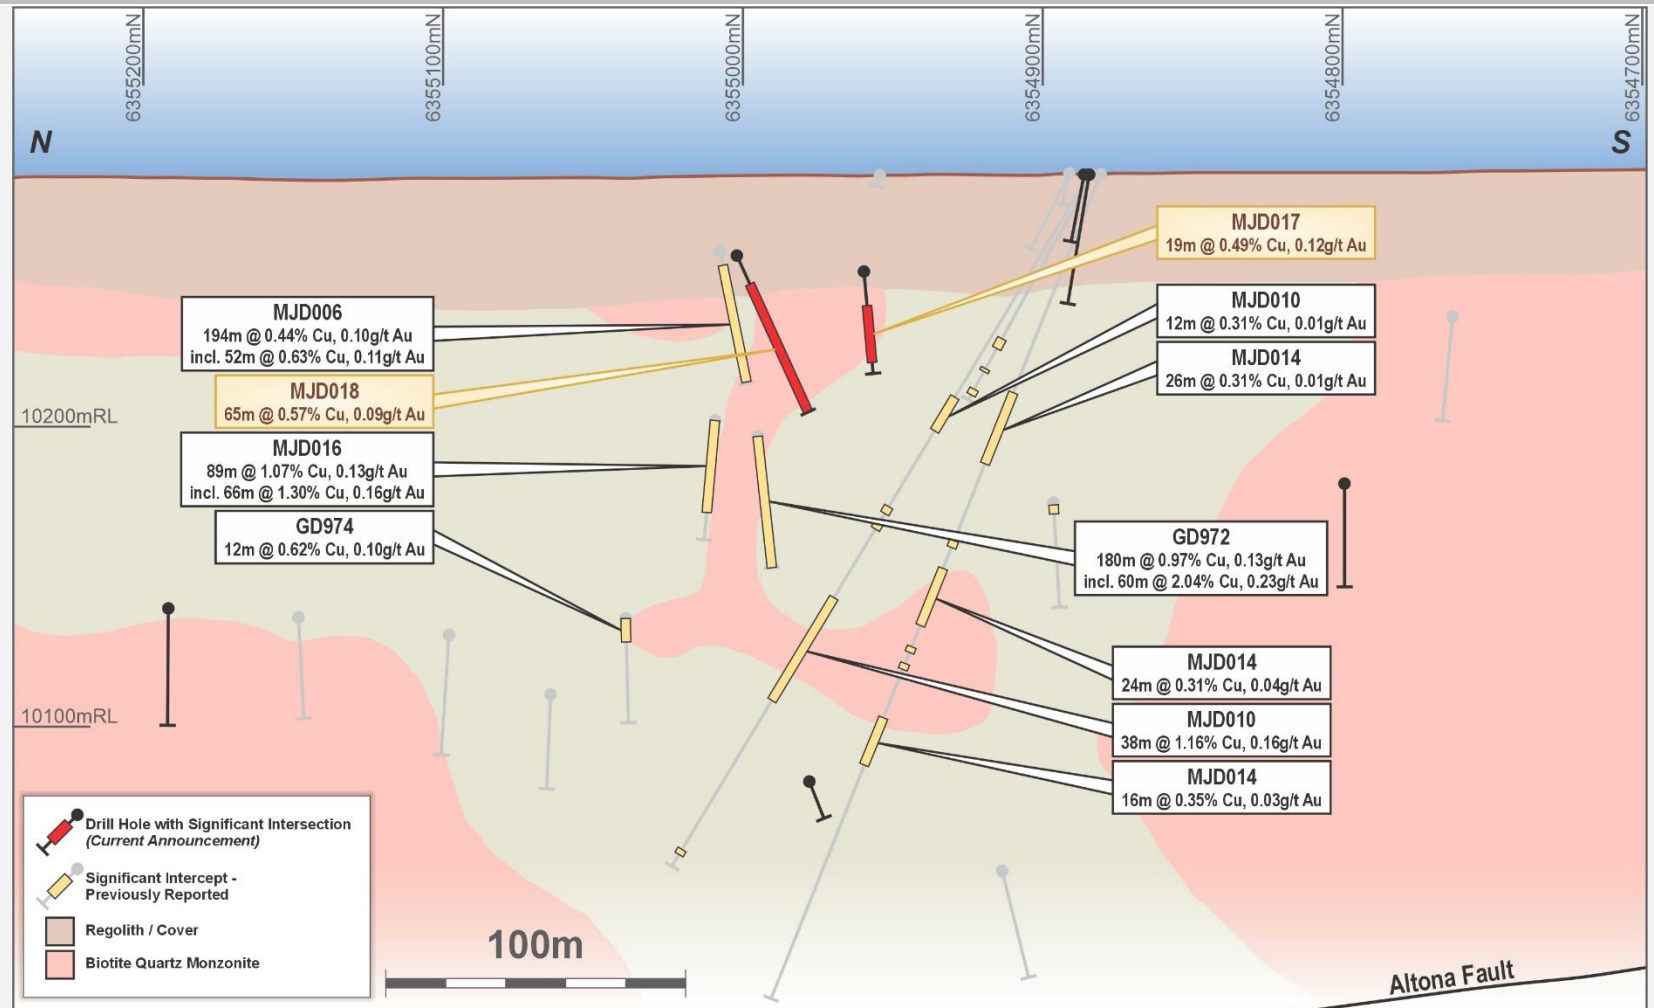 6355200mN
6355100mN
6355000mN
6354900mN
6354800mN
6354700mN
N
S
MJD017
19m @ 0.49% Cu, 0.12g/t Au
MJD006
194m @ 0.44% Cu, 0.10g/t Au
incl. 52m @ 0.63% Cu, 0.11g/t Au
MJD010
12m @ 0.31% Cu, 0.01g/t Au
MJD014
26m @ 0.31% Cu, 0.01g/t Au
MJD018
65m @ 0.57% Cu, 0.09g/t Au
10200mRL
MJD016
89m @ 1.07% Cu, 0.13g/t Au
incl. 66m @ 1.30% Cu, 0.16g/t Au
GD974
12m @ 0.62% Cu, 0.10g/t Au
GD972
180m @ 0.97% Cu, 0.13g/t Au
incl. 60m @ 2.04% Cu, 0.23g/t Au
MJD014
24m @ 0.31% Cu, 0.04g/t Au
10100mRL
MJD010
38m @ 1.16% Cu, 0.16g/t Au
MJD014
16m @ 0.35% Cu, 0.03g/t Au
Drill Hole with Significant Intersection
(Current Announcement)
Significant Intercept -
Previously Reported
Regolith / Cover
Biotite Quartz Monzonite
100m
Altona Fault